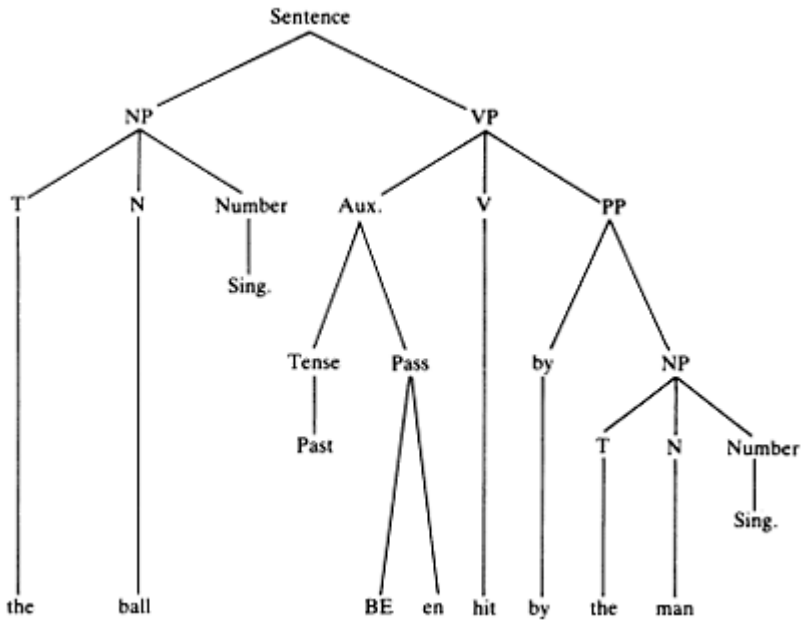 Sentence
NP VP
T N Number Aux. V PP
Sing.
Tense Pass by NP
Past T N Number
Sing.
the ball BE en hit by the man